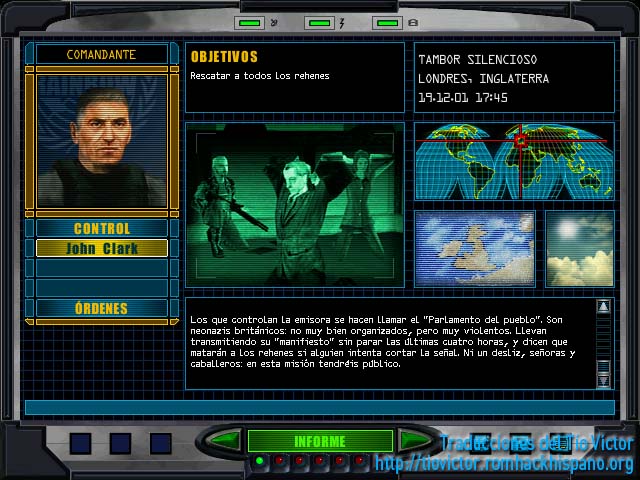 COMANDANTE
CONTROL
John Clark
ÓRDENES
OBJETIVOS
Rescatar a todos los rehenes
TAMBOR SILENCIOSO
LONDRES, INGLATERRA
19.12.01 17:45
Los que controlan la emisora se hacen llamar el "Parlamento del pueblo". Son
neonazis británicos: no muy bien organizados, pero muy violentos. Llevan
transmitiendo su "manifiesto" sin parar las últimas cuatro horas, y dicen que
matarán a los rehenes si alguien intenta cortar la señal. Ni un desliz, señoras y
caballeros: en esta misión tendréis público.
INFORME
Traducciones del Tio Victor
http://tiovictor.romhackhispano.org